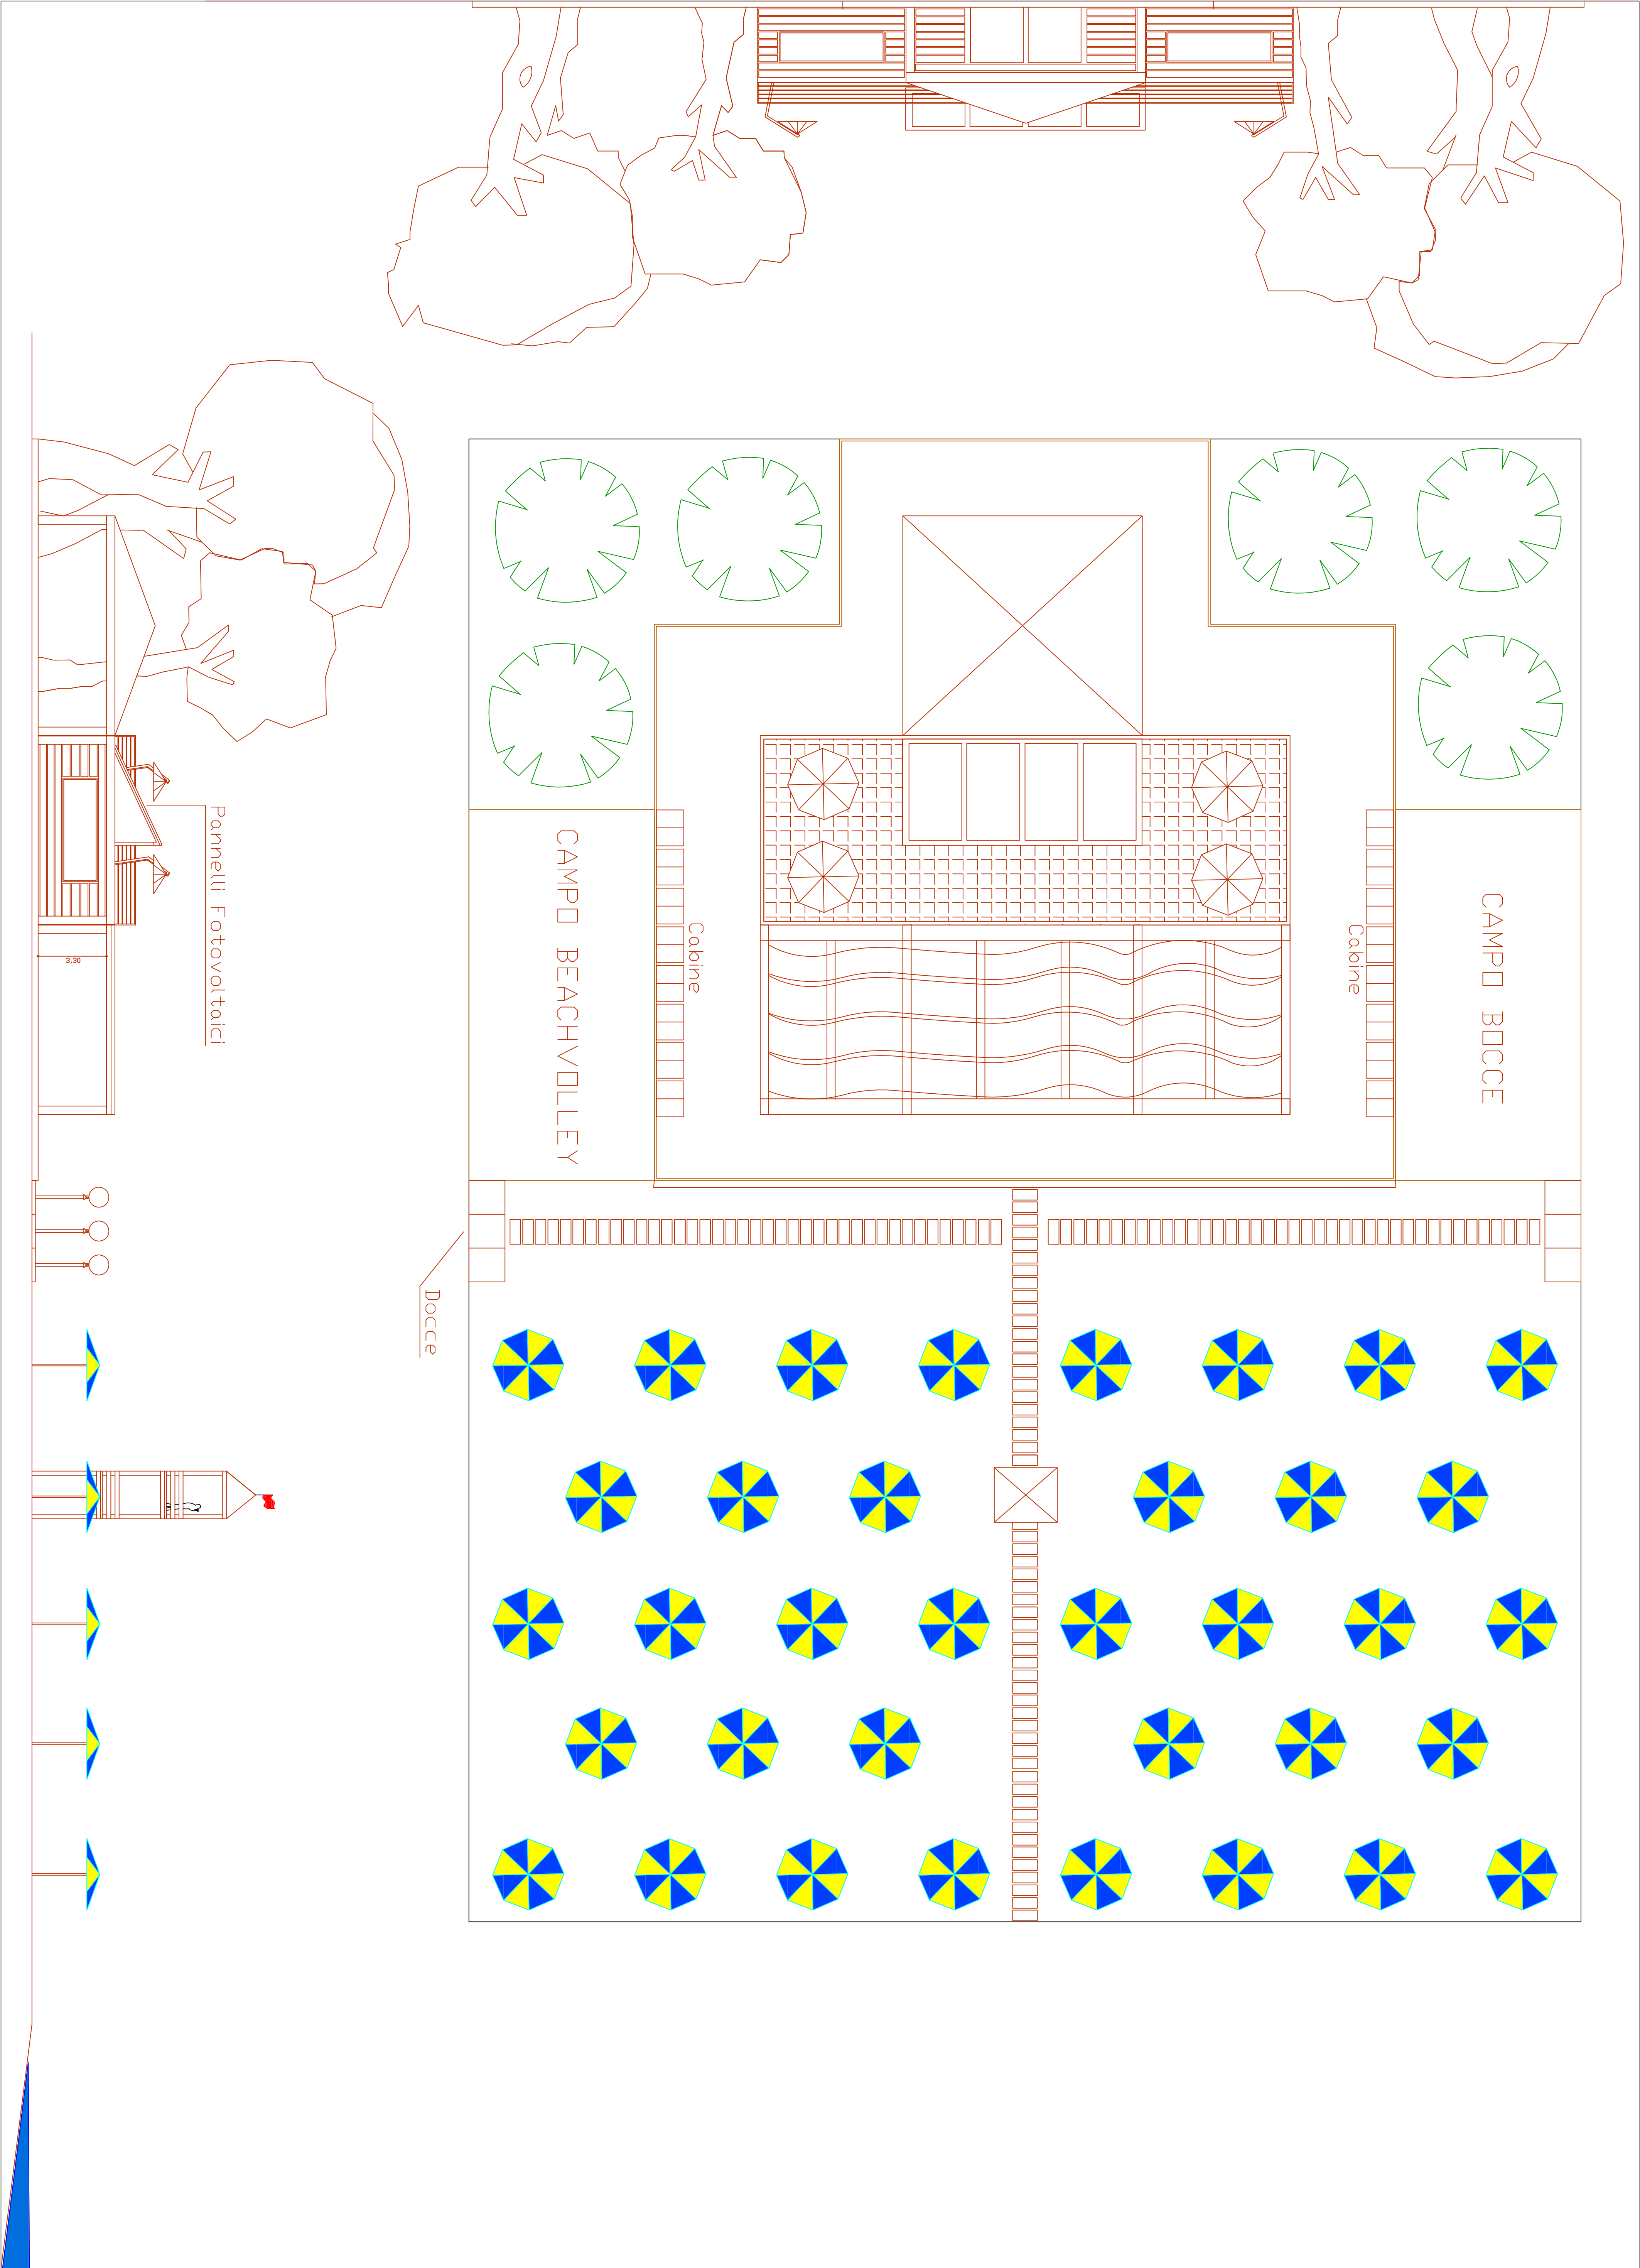 Pannelli Fotovoltaici
3,30
CAMPO BEACHVOLLEY
Cabine
Cabine
CAMPO BOCCE
Docce